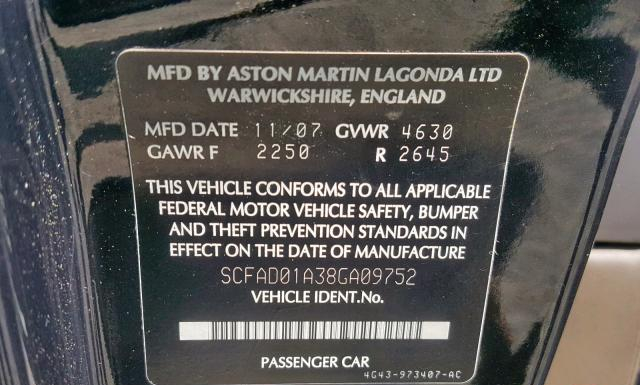 MFD BY ASTON MARTIN LAGONDA LTD
WARWICKSHIRE, ENGLAND
MFD DATE 11/07 GVWR 4630
GAWR F 2250 R 2645
THIS VEHICLE CONFORMS TO ALL APPLICABLE
FEDERAL MOTOR VEHICLE SAFETY, BUMPER
AND THEFT PREVENTION STANDARDS IN
EFFECT ON THE DATE OF MANUFACTURE
SCFAD01A38GA09752
VEHICLE IDENT.No.
PASSENGER CAR
4G43-973407-AC